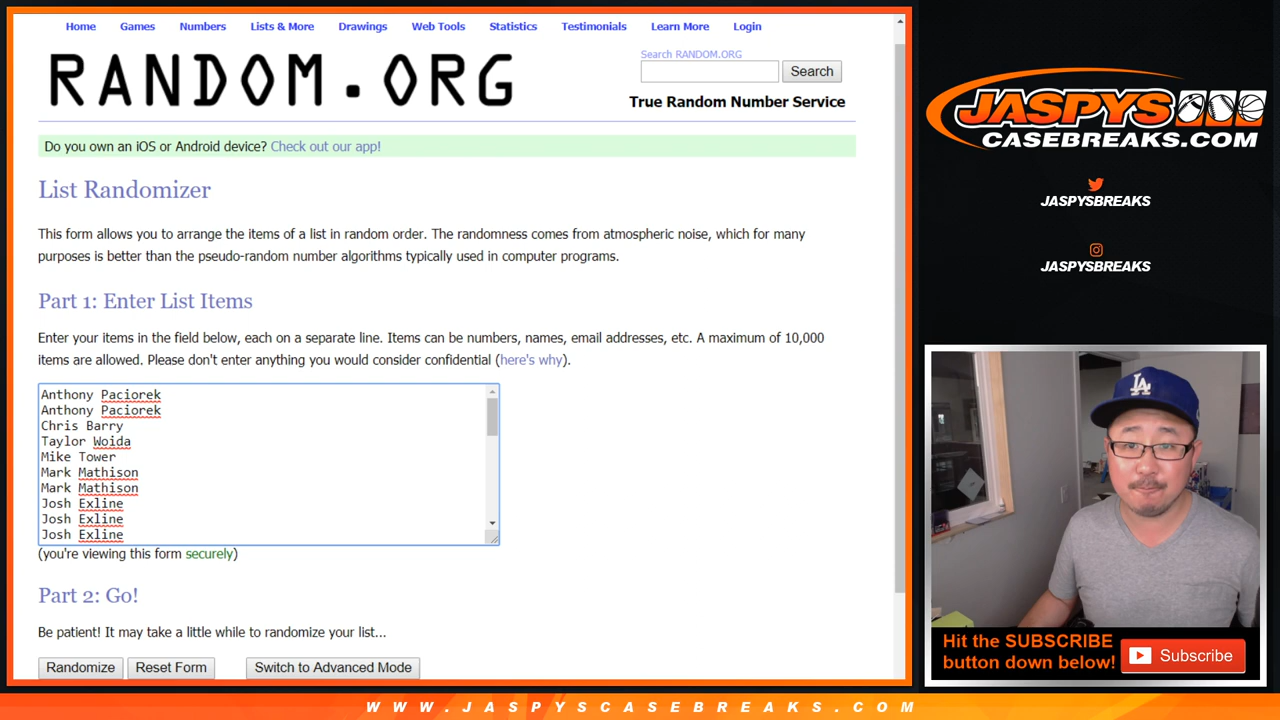 Home Games Numbers Lists & More Drawings Web Tools Statistics Testimonials Learn More Login
RANDOM.ORG
Search RANDOM.ORG
Search
True Random Number Service
Do you own an iOS or Android device? Check out our app!
List Randomizer
This form allows you to arrange the items of a list in random order. The randomness comes from atmospheric noise, which for many
purposes is better than the pseudo-random number algorithms typically used in computer programs.
Part 1: Enter List Items
Enter your items in the field below, each on a separate line. Items can be numbers, names, email addresses, etc. A maximum of 10,000
items are allowed. Please don't enter anything you would consider confidential (here's why).
Anthony Paciorek
Anthony Paciorek
Chris Barry
Taylor Woida
Mike Tower
Mark Mathison
Mark Mathison
Josh Exline
Josh Exline
Josh Exline
(you're viewing this form securely)
Part 2: Go!
Be patient! It may take a little while to randomize your list...
Randomize Reset Form Switch to Advanced Mode
JASPYS
CASEBREAKS.COM
JASPYSBREAKS
JASPYSBREAKS
LA
Hit the SUBSCRIBE
button down below!
Subscribe
WWW.JASPYSCASEBREAKS.COM